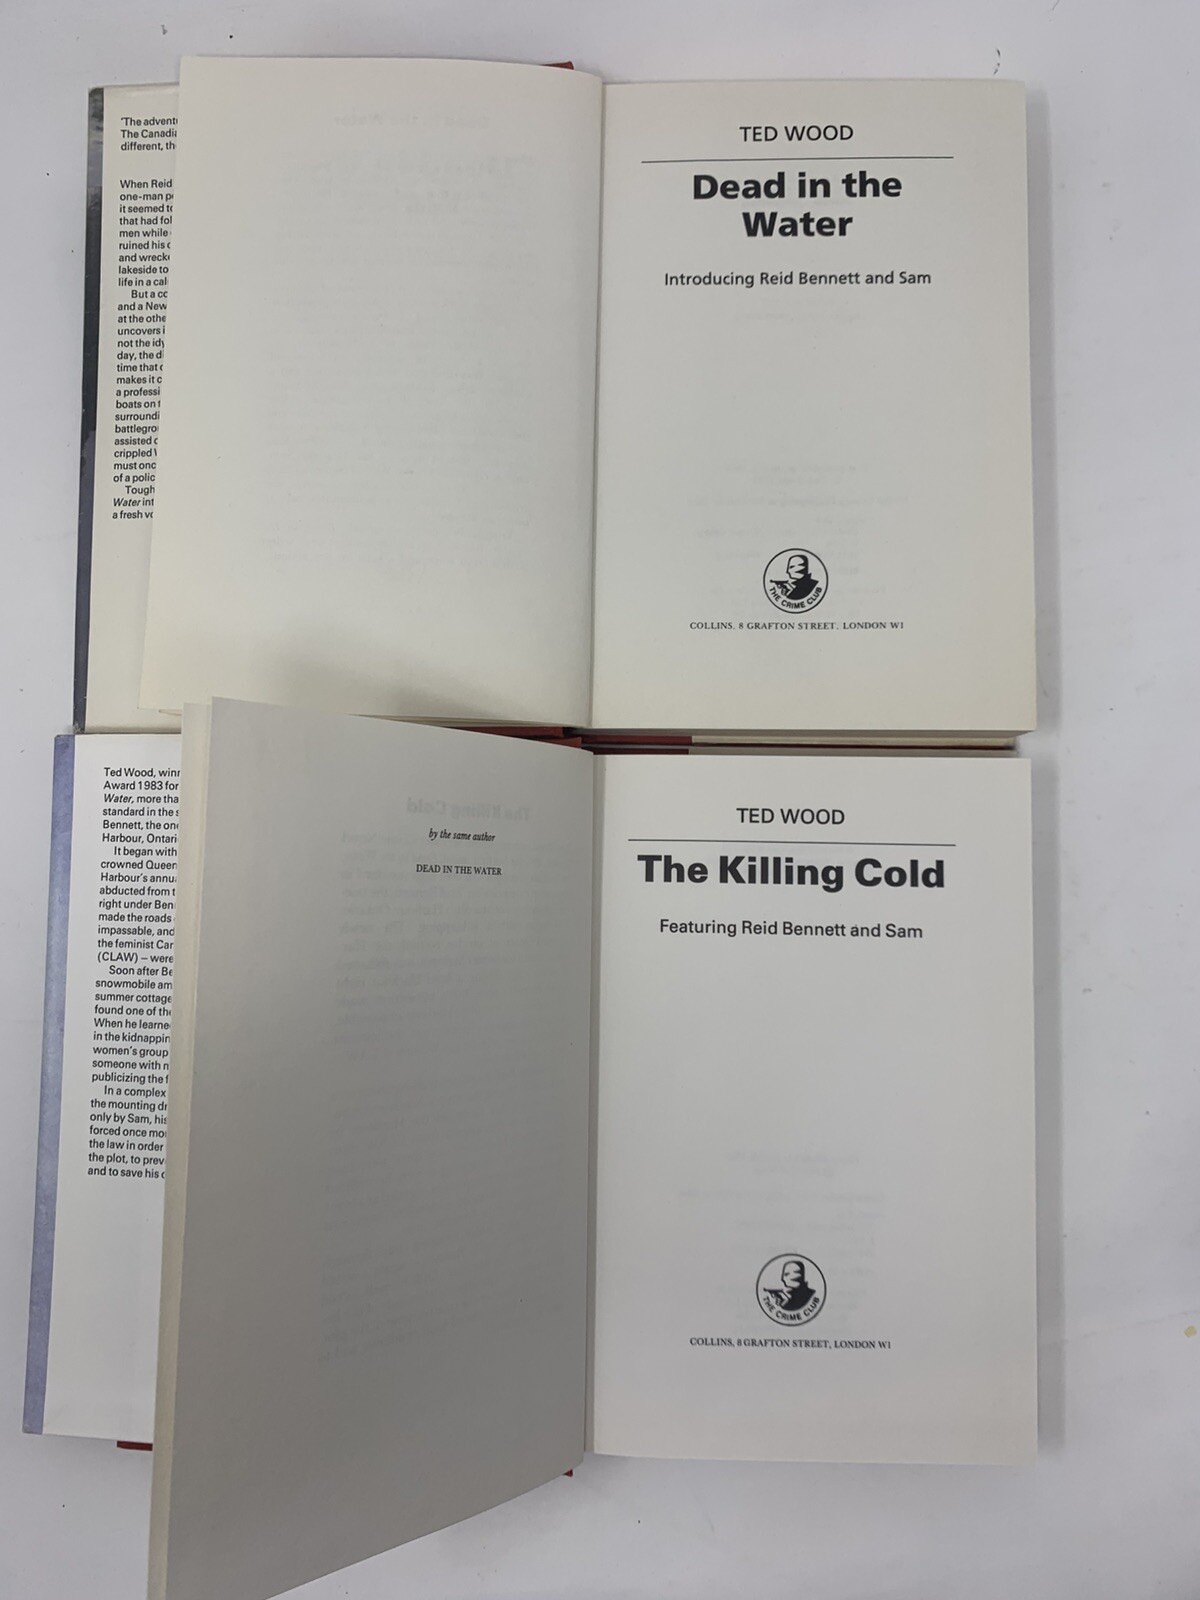 'The advent
The Canadia
different, th
When Reid
one-man p
it seemed to
that had fol
men while
ruined his c
and wreck
lakeside to
life in a cal
But a co
and a New
at the othe
uncovers i
not the idy
day, the d
time that c
makes it c
a professi
boats on t
surroundi
battlegro
assisted c
crippled
must onc
of a polic
Tough
Water int
a fresh vo
TED WOOD
Dead in the
Water
Introducing Reid Bennett and Sam
THE CRIME CLUB
COLLINS, 8 GRAFTON STREET, LONDON W1
Ted Wood, winn
Award 1983 for
Water, more tha
standard in the s
Bennett, the one
Harbour, Ontari
It began with
crowned Queen
Harbour's annu
abducted from t
right under Ben
made the roads
impassable, and
the feminist Can
(CLAW) – were
Soon after Be
snowmobile am
summer cottage
found one of the
When he learne
in the kidnappin
women's group
someone with n
publicizing the f
In a complex
the mounting dr
only by Sam, his
forced once mo
the law in order
the plot, to prev
and to save his c
by the same author
DEAD IN THE WATER
TED WOOD
The Killing Cold
Featuring Reid Bennett and Sam
THE CRIME CLUB
COLLINS, 8 GRAFTON STREET, LONDON W1